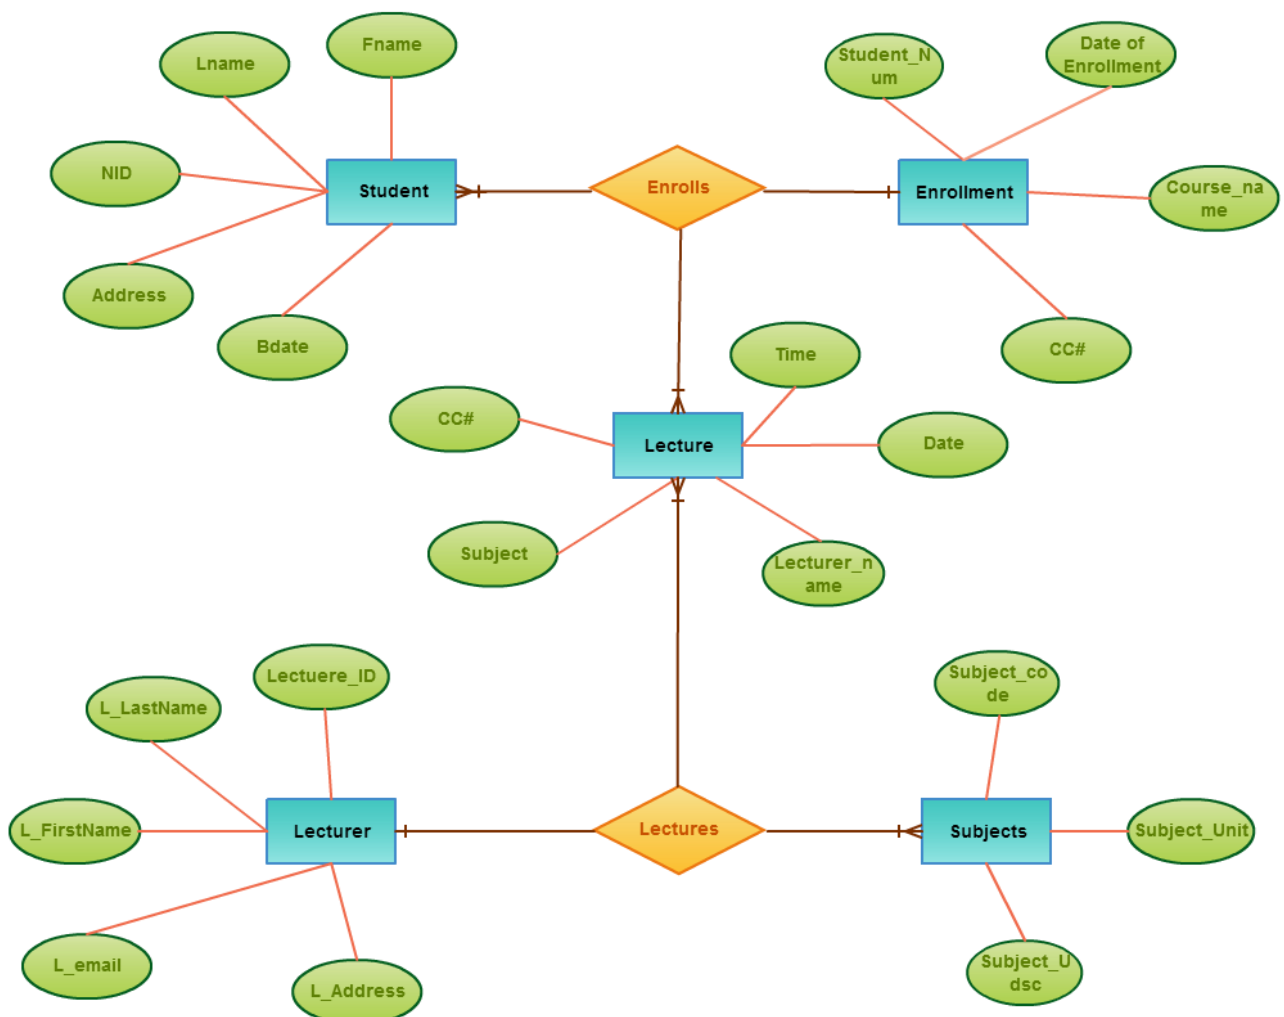 Fname
Lname
Student_N
um
Date of
Enrollment
NID
Student
Enrolls
Enrollment
Course_na
me
Address
Bdate
Time
CC#
CC#
Lecture
Date
Subject
Lecturer_n
ame
Lectuere_ID
Subject_co
de
L_LastName
L_FirstName
Lecturer
Lectures
Subjects
Subject_Unit
L_email
L_Address
Subject_U
dsc